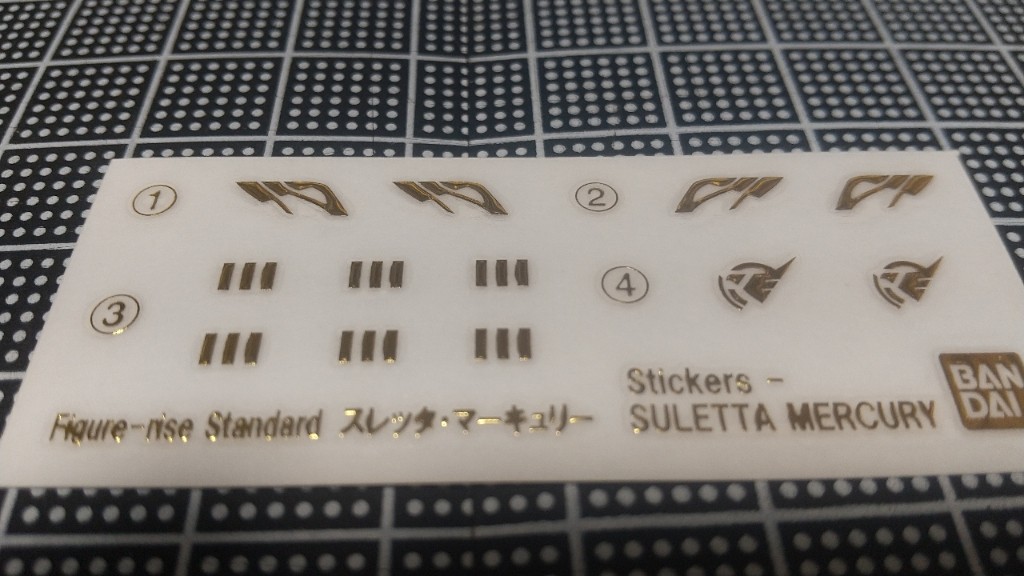 ①
②
③
④
Figure-rise Standard スレッタ・マーキュリー
Stickers -
SULETTA MERCURY
BAN
DAI